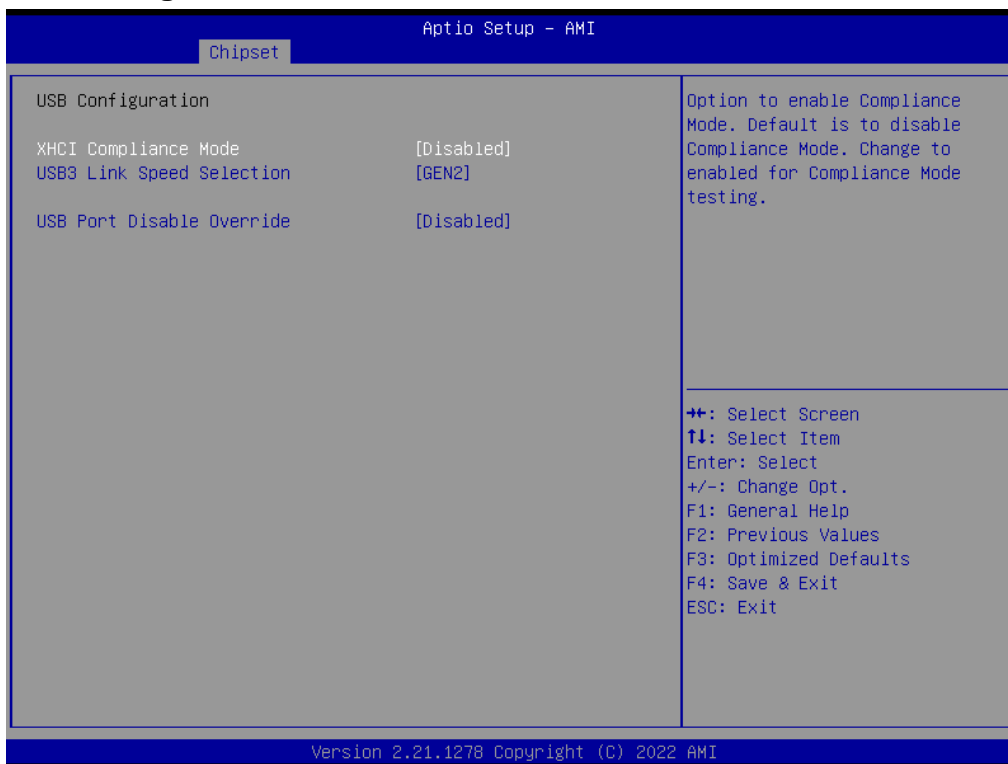 Aptio Setup - AMI
Chipset
USB Configuration
XHCI Compliance Mode [Disabled]
USB3 Link Speed Selection [GEN2]
USB Port Disable Override [Disabled]
Option to enable Compliance
Mode. Default is to disable
Compliance Mode. Change to
enabled for Compliance Mode
testing.
→←: Select Screen
↑↓: Select Item
Enter: Select
+/-: Change Opt.
F1: General Help
F2: Previous Values
F3: Optimized Defaults
F4: Save & Exit
ESC: Exit
Version 2.21.1278 Copyright (C) 2022 AMI